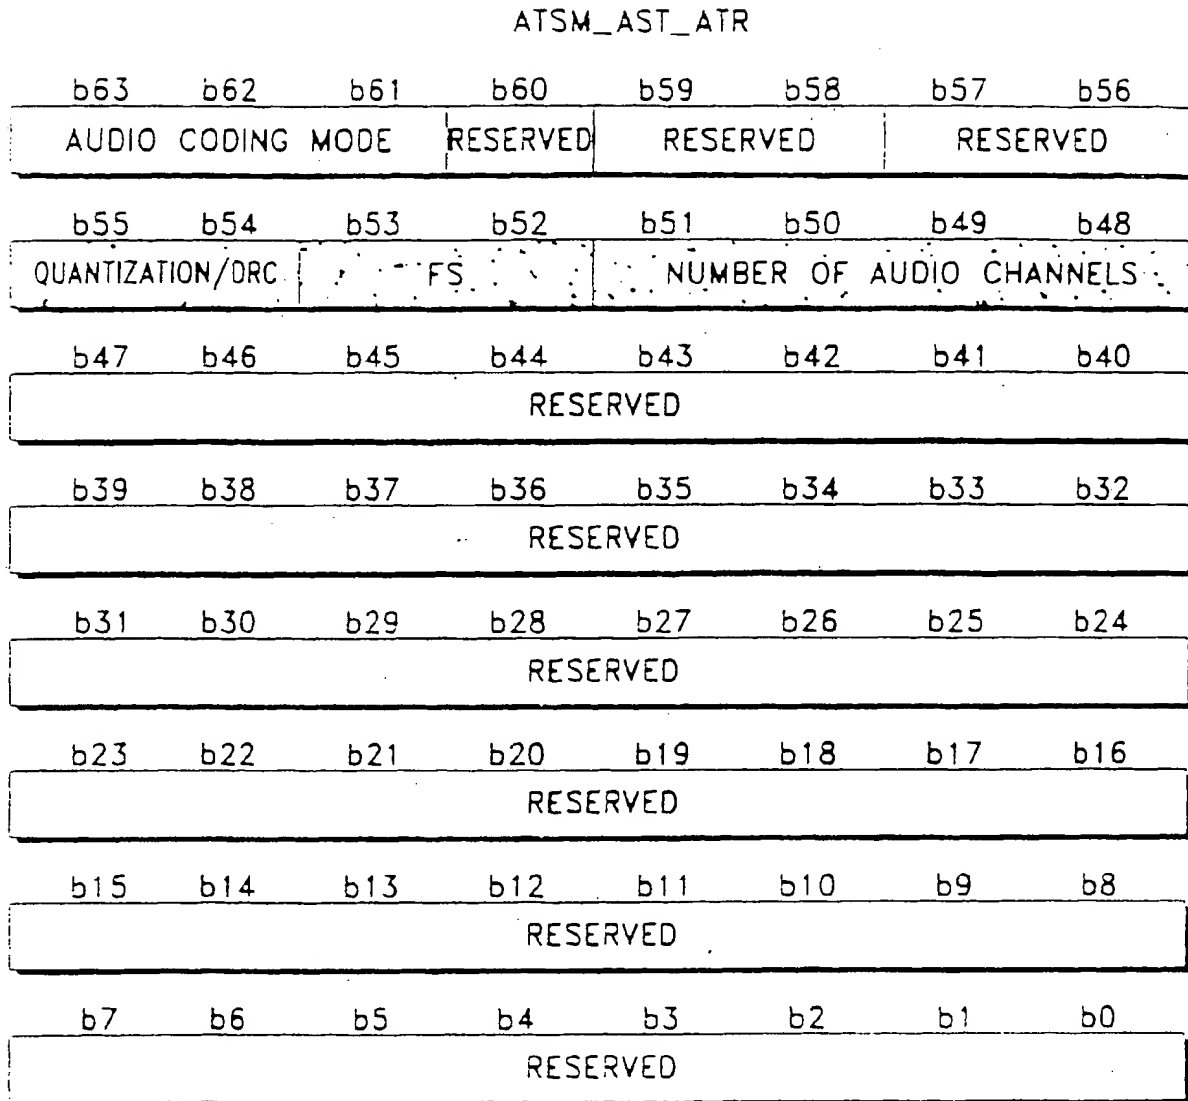 ATSM_AST_ATR
b63 b62 b61 b60 b59 b58 b57 b56
AUDIO CODING MODE RESERVED RESERVED RESERVED
b55 b54 b53 b52 b51 b50 b49 b48
QUANTIZATION/DRC FS NUMBER OF AUDIO CHANNELS
b47 b46 b45 b44 b43 b42 b41 b40
RESERVED
b39 b38 b37 b36 b35 b34 b33 b32
RESERVED
b31 b30 b29 b28 b27 b26 b25 b24
RESERVED
b23 b22 b21 b20 b19 b18 b17 b16
RESERVED
b15 b14 b13 b12 b11 b10 b9 b8
RESERVED
b7 b6 b5 b4 b3 b2 b1 b0
RESERVED